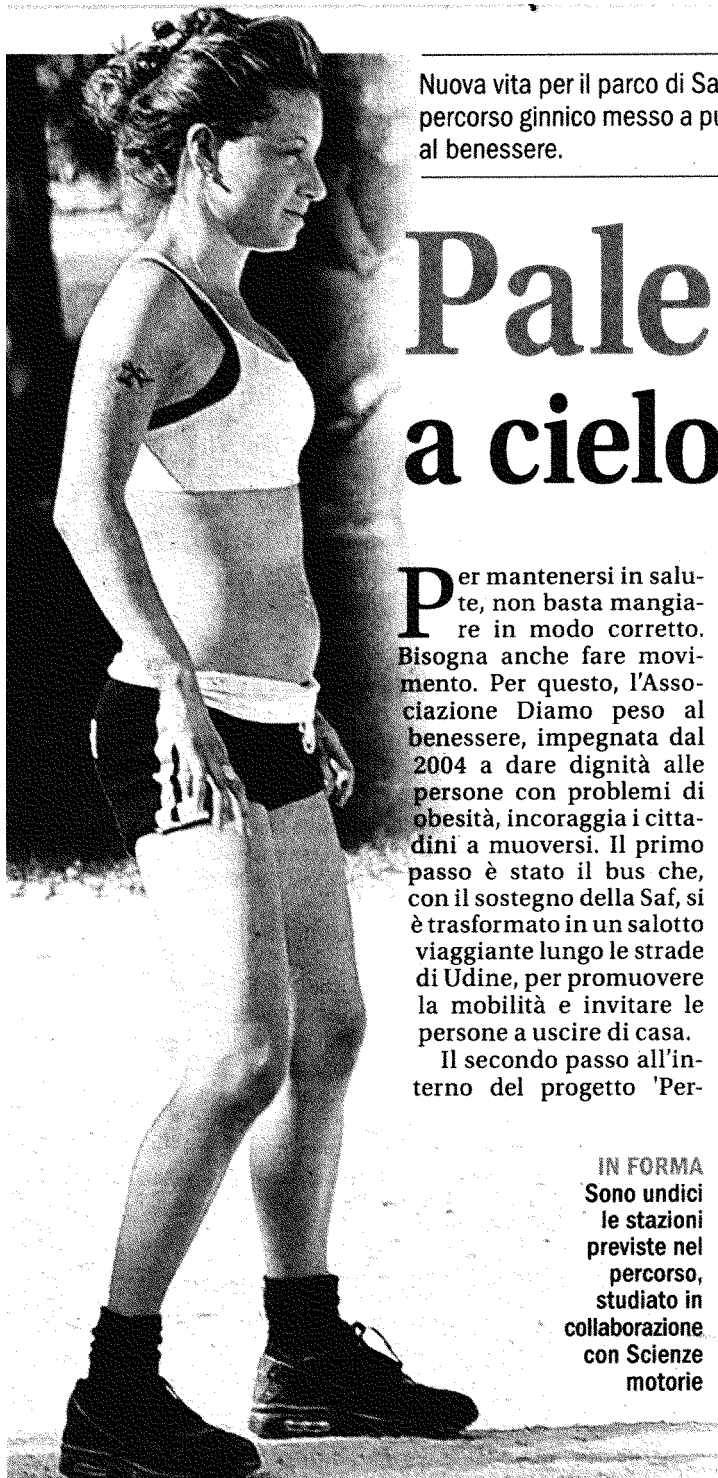 Nuova vita per il parco di Sa
percorso ginnico messo a pu
al benessere.
Pale
a cielo
Per mantenersi in salu-
te, non basta mangia-
re in modo corretto.
Bisogna anche fare movi-
mento. Per questo, l'Asso-
ciazione Diamo peso al
benessere, impegnata dal
2004 a dare dignità alle
persone con problemi di
obesità, incoraggia i citta-
dini a muoversi. Il primo
passo è stato il bus che,
con il sostegno della Saf, si
è trasformato in un salotto
viaggiante lungo le strade
di Udine, per promuovere
la mobilità e invitare le
persone a uscire di casa.
Il secondo passo all'in-
terno del progetto 'Per-
IN FORMA
Sono undici
le stazioni
previste nel
percorso,
studiato in
collaborazione
con Scienze
motorie